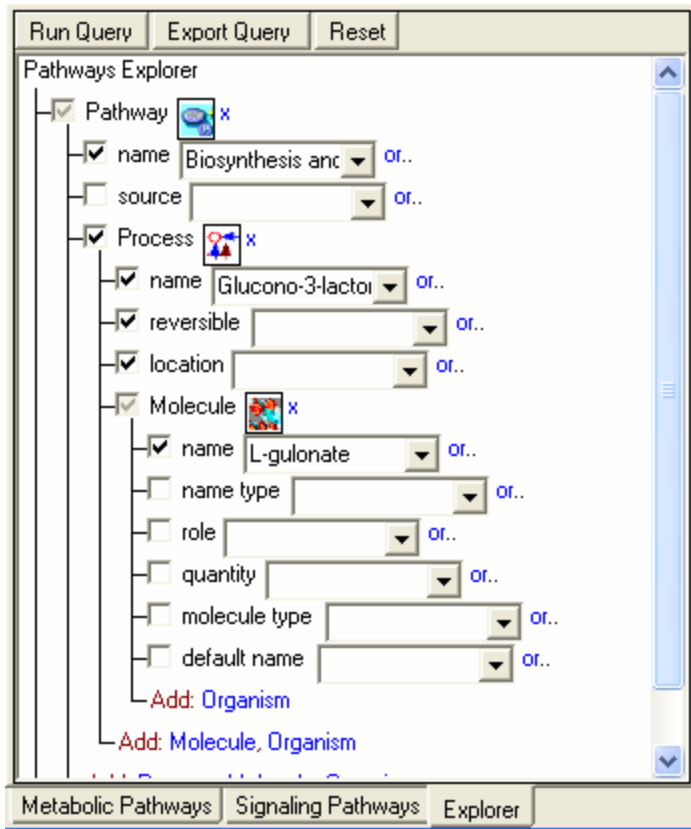 Run Query Export Query Reset
Pathways Explorer
Pathway x
name Biosynthesis anc or..
source or..
Process x
name Glucono-3-lactor or..
reversible or..
location or..
Molecule x
name L-gulonate or..
name type or..
role or..
quantity or..
molecule type or..
default name or..
Add: Organism
Add: Molecule, Organism
Metabolic Pathways Signaling Pathways Explorer